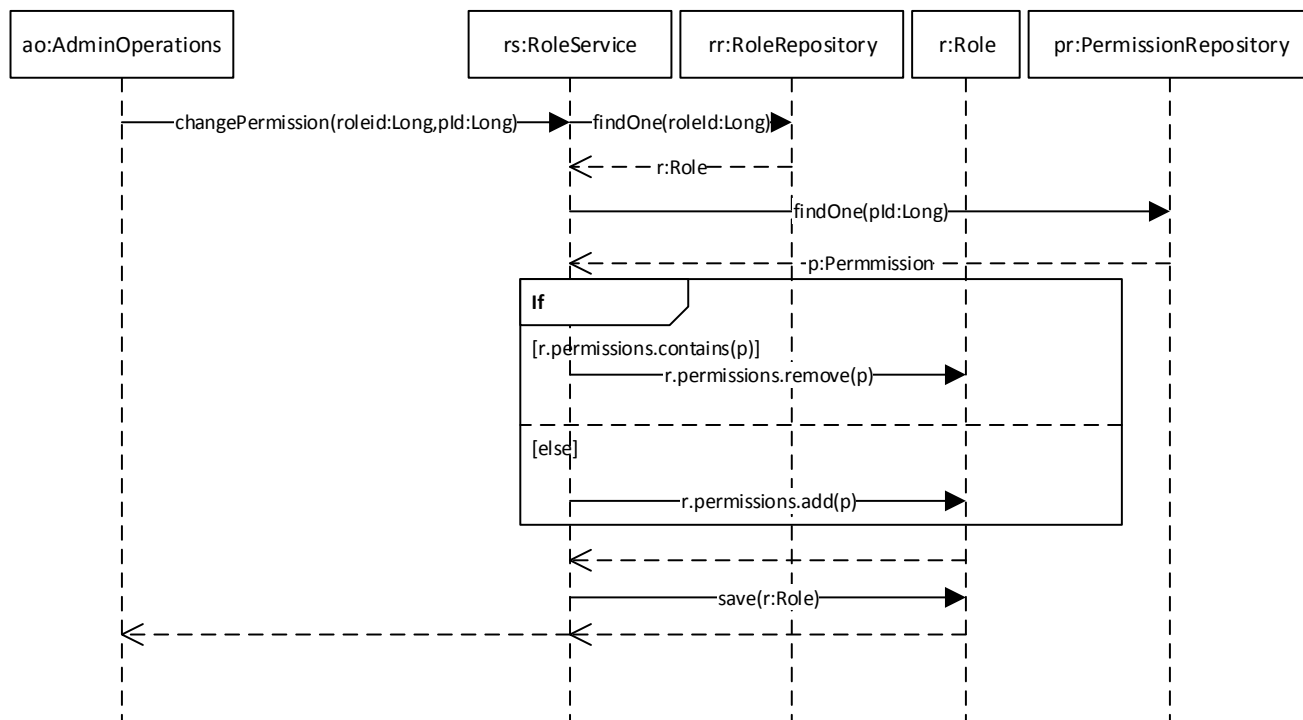 ao:AdminOperations
rs:RoleService
rr:RoleRepository
r:Role
pr:PermissionRepository
changePermission(roleid:Long,pId:Long)
findOne(roleId:Long)
r:Role
findOne(pId:Long)
p:Permmission
If
[r.permissions.contains(p)]
r.permissions.remove(p)
[else]
r.permissions.add(p)
save(r:Role)